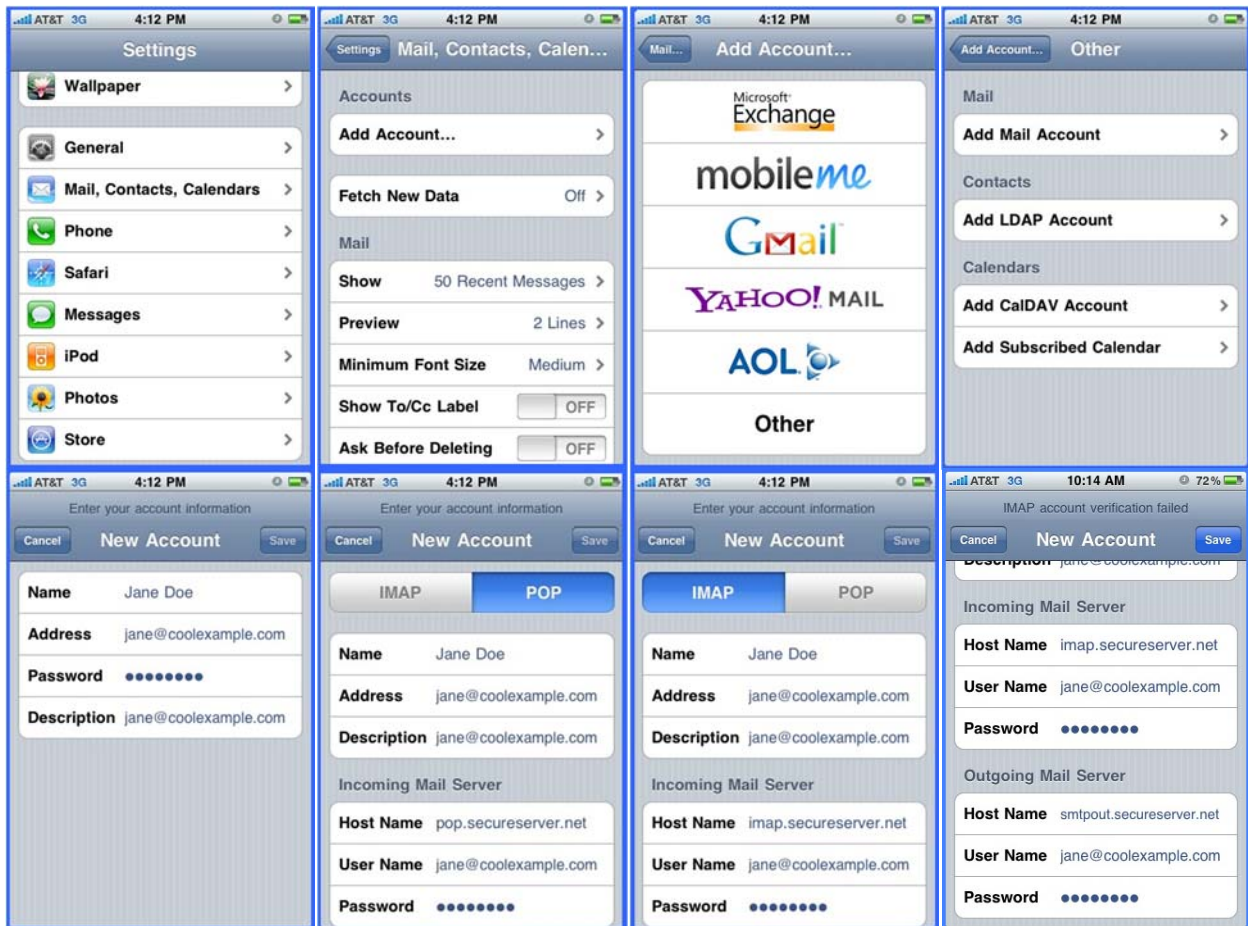 AT&T 3G 4:12 PM
Settings
Wallpaper
General
Mail, Contacts, Calendars
Phone
Safari
Messages
iPod
Photos
Store
AT&T 3G 4:12 PM
Settings Mail, Contacts, Calen...
Accounts
Add Account...
Fetch New Data Off
Mail
Show 50 Recent Messages
Preview 2 Lines
Minimum Font Size Medium
Show To/Cc Label OFF
Ask Before Deleting OFF
AT&T 3G 4:12 PM
Mail... Add Account...
Microsoft
Exchange
mobileme
GMail
YAHOO! MAIL
AOL
Other
AT&T 3G 4:12 PM
Add Account... Other
Mail
Add Mail Account
Contacts
Add LDAP Account
Calendars
Add CalDAV Account
Add Subscribed Calendar
AT&T 3G 4:12 PM
Enter your account information
Cancel New Account Save
Name Jane Doe
Address jane@coolexample.com
Password ●●●●●●●●
Description jane@coolexample.com
AT&T 3G 4:12 PM
Enter your account information
Cancel New Account Save
IMAP POP
Name Jane Doe
Address jane@coolexample.com
Description jane@coolexample.com
Incoming Mail Server
Host Name pop.secureserver.net
User Name jane@coolexample.com
Password ●●●●●●●●
AT&T 3G 4:12 PM
Enter your account information
Cancel New Account Save
IMAP POP
Name Jane Doe
Address jane@coolexample.com
Description jane@coolexample.com
Incoming Mail Server
Host Name imap.secureserver.net
User Name jane@coolexample.com
Password ●●●●●●●●
AT&T 3G 10:14 AM 72%
IMAP account verification failed
Cancel New Account Save
Description jane@coolexample.com
Incoming Mail Server
Host Name imap.secureserver.net
User Name jane@coolexample.com
Password ●●●●●●●●
Outgoing Mail Server
Host Name smtpout.secureserver.net
User Name jane@coolexample.com
Password ●●●●●●●●